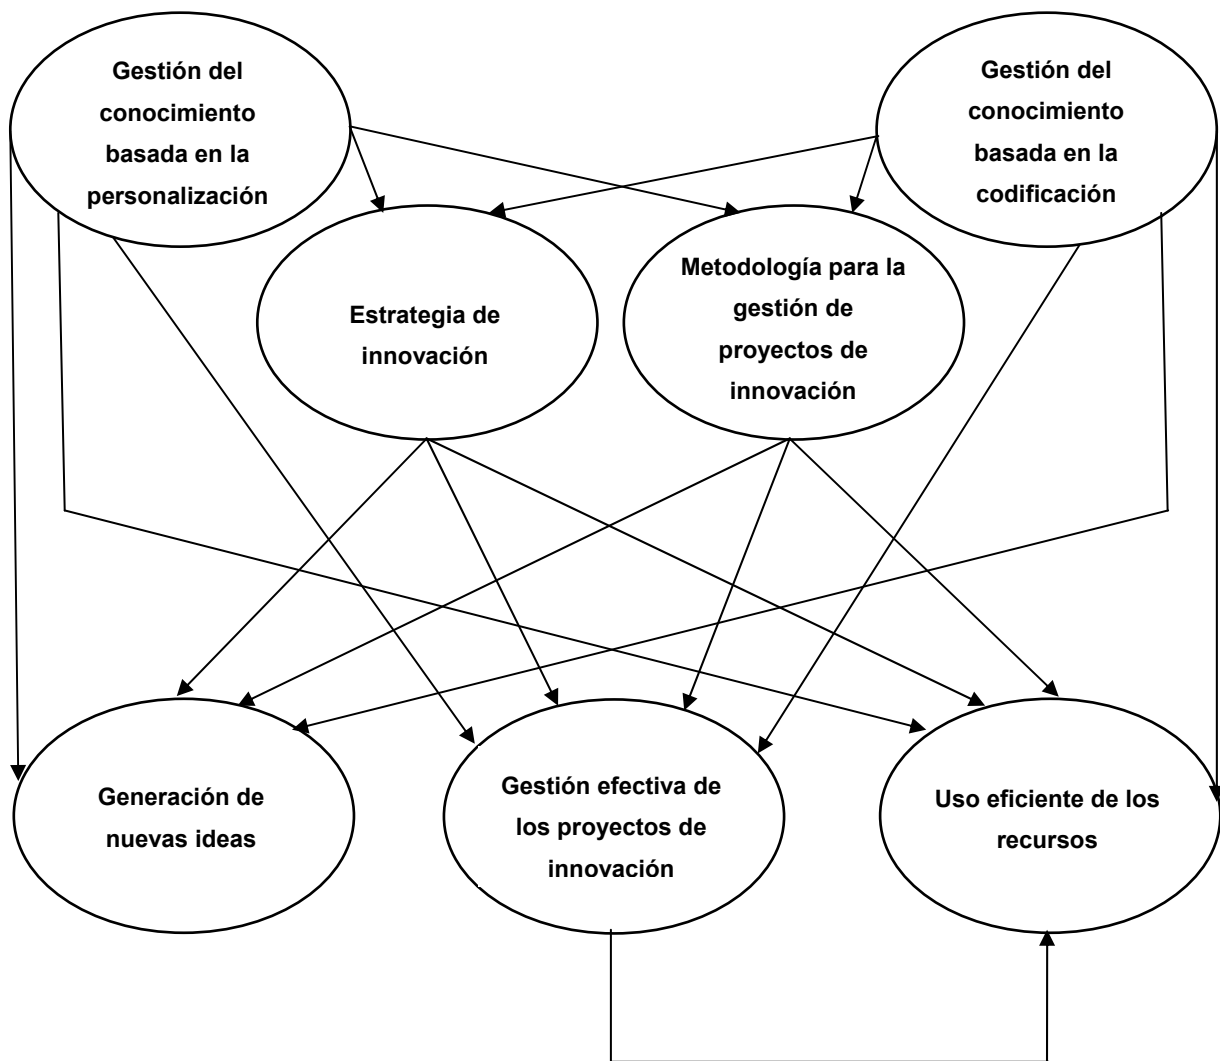 Gestión del
conocimiento
basada en la
personalización
Gestión del
conocimiento
basada en la
codificación
Estrategia de
innovación
Metodología para la
gestión de
proyectos de
innovación
Generación de
nuevas ideas
Gestión efectiva de
los proyectos de
innovación
Uso eficiente de los
recursos